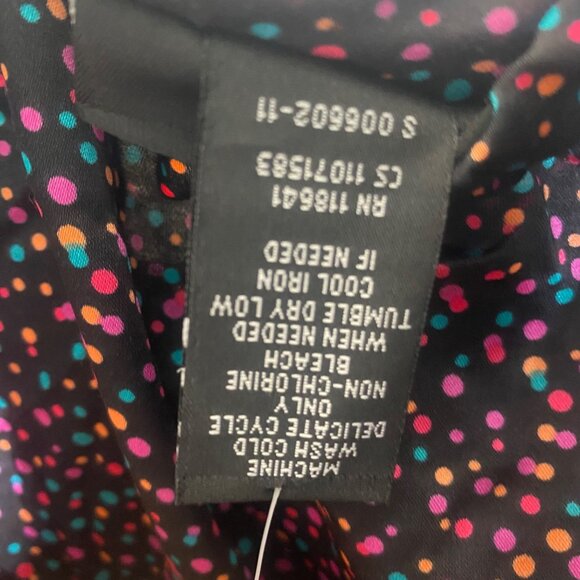 MACHINE
WASH COLD
DELICATE CYCLE
ONLY
NON-CHLORINE
BLEACH
WHEN NEEDED
TUMBLE DRY LOW
COOL IRON
IF NEEDED
RN 118641
CS 11071583
S 006602-11